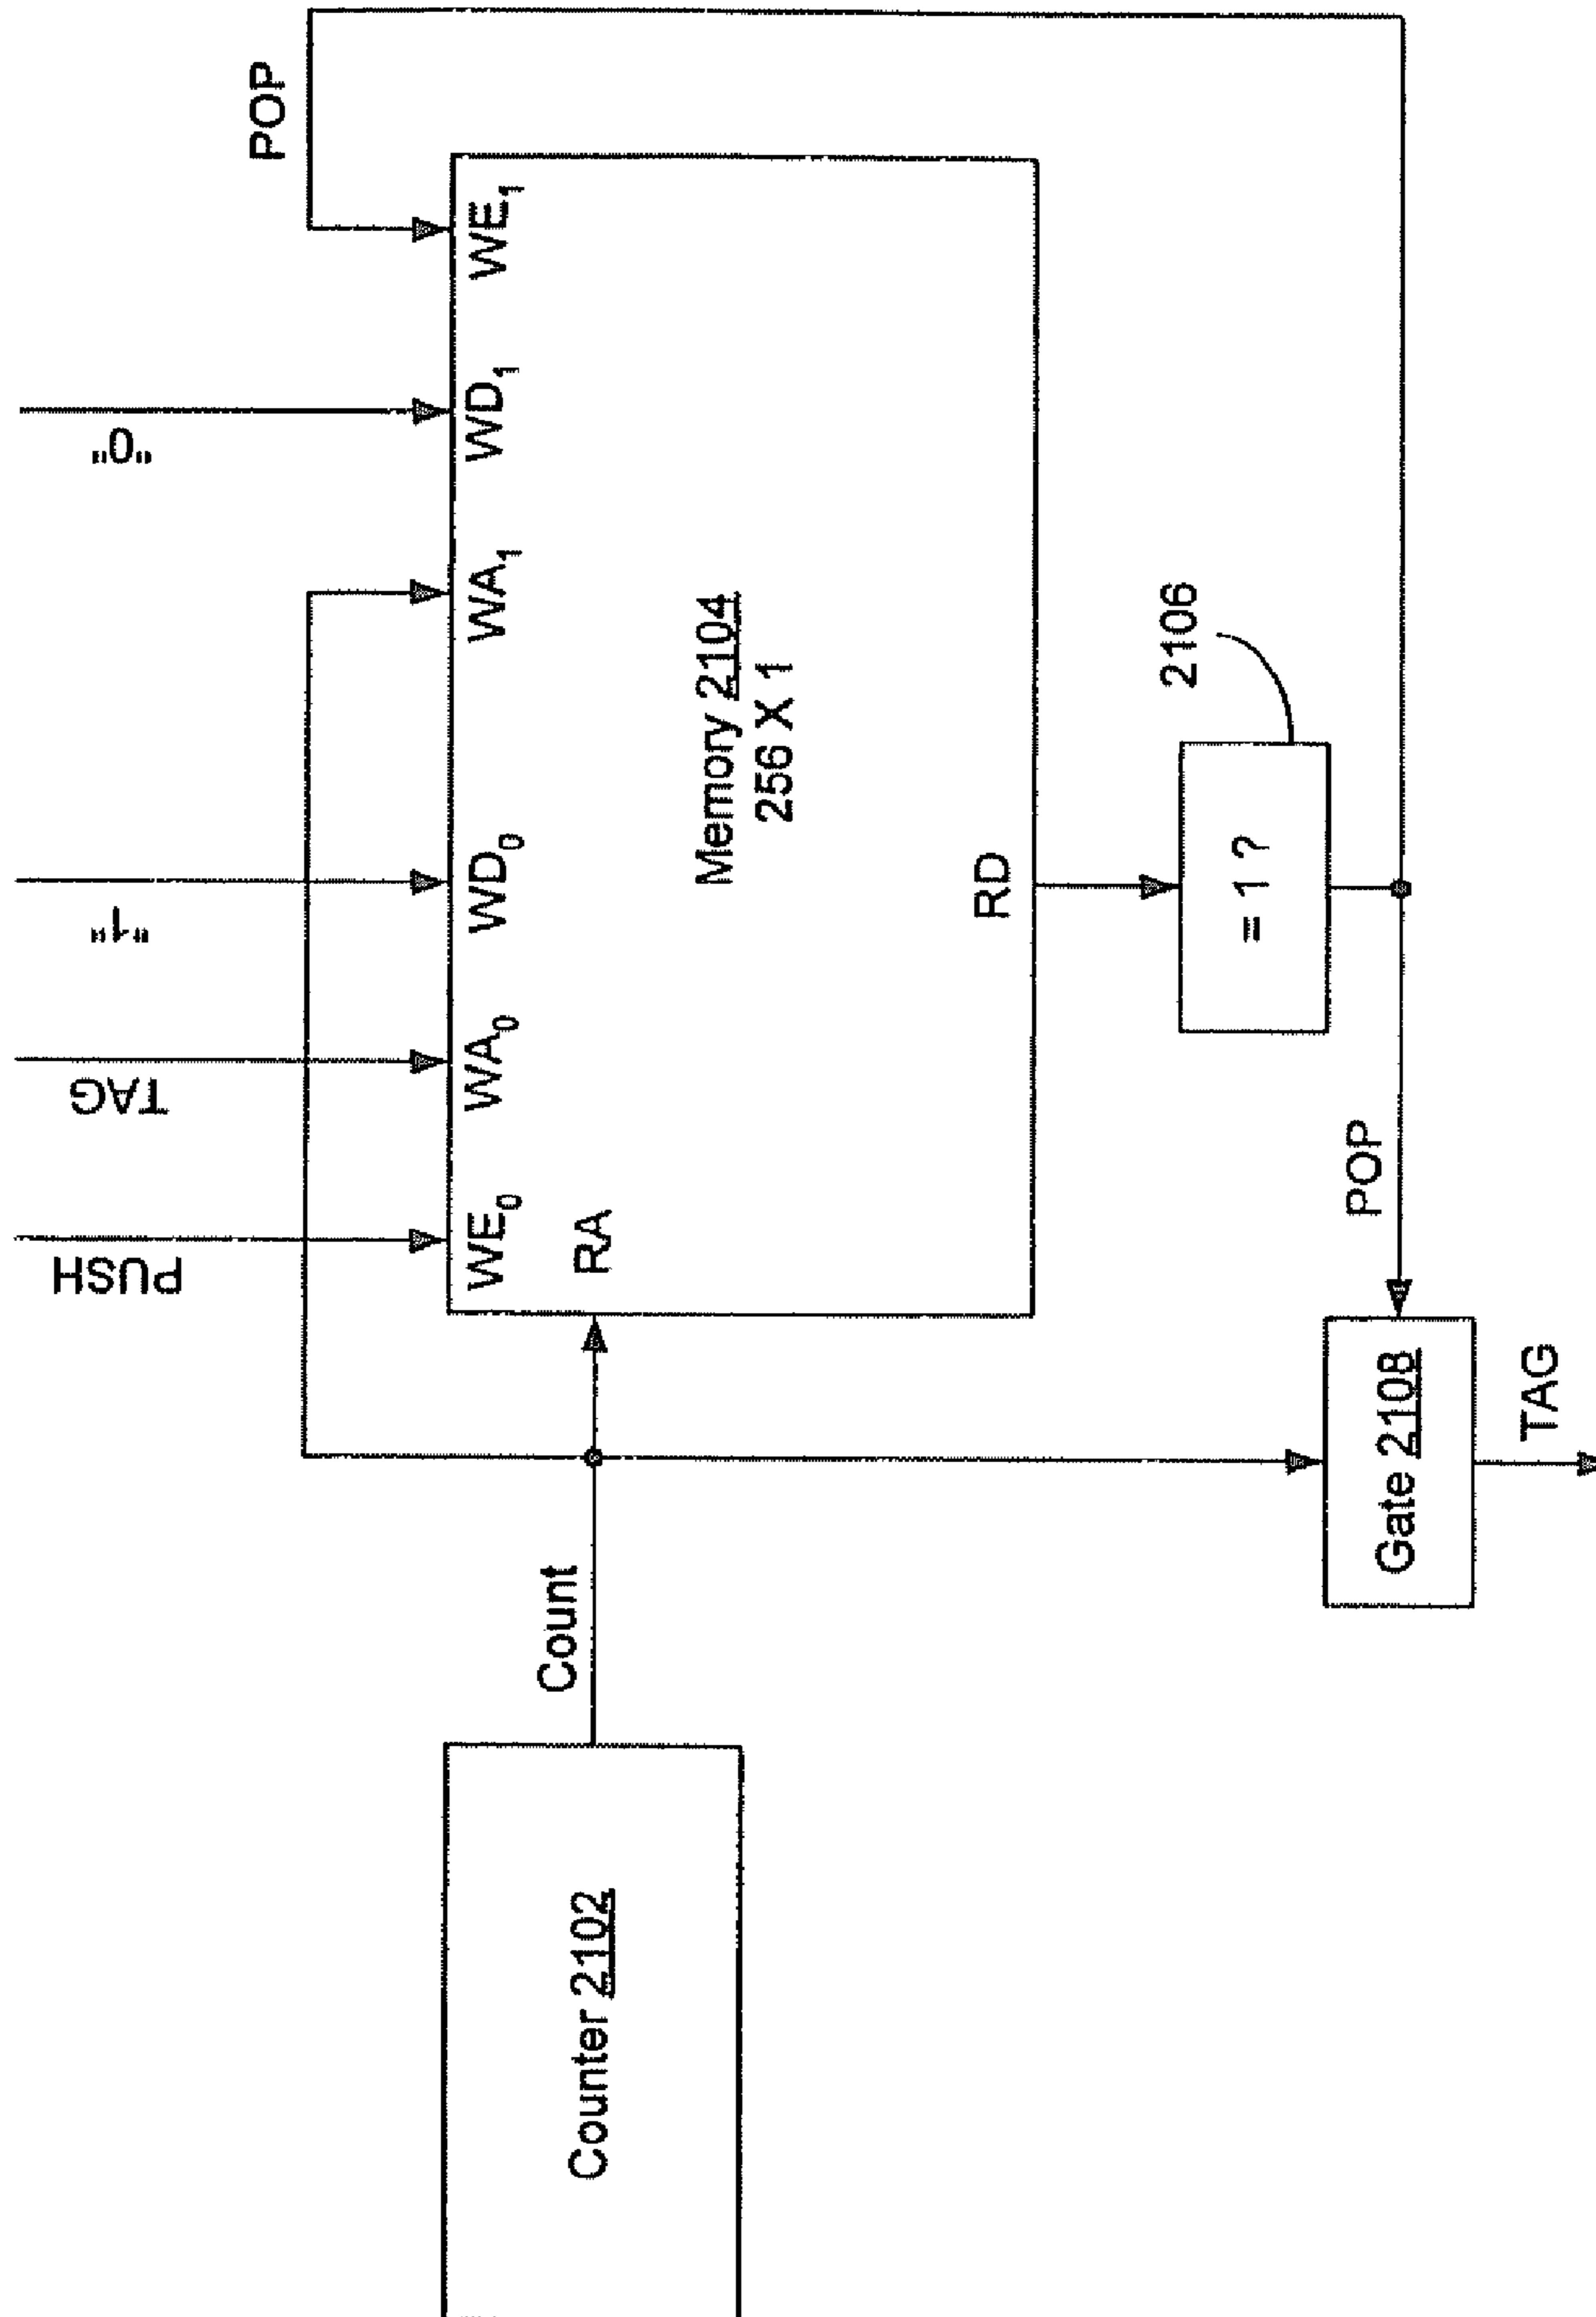 PUSH
TAG
"1"
"0"
POP
WE0
WA0
WD0
WA1
WD1
WE1
RA
Memory 2104
256 X 1
RD
Counter 2102
Count
= 1 ?
2106
POP
Gate 2108
TAG